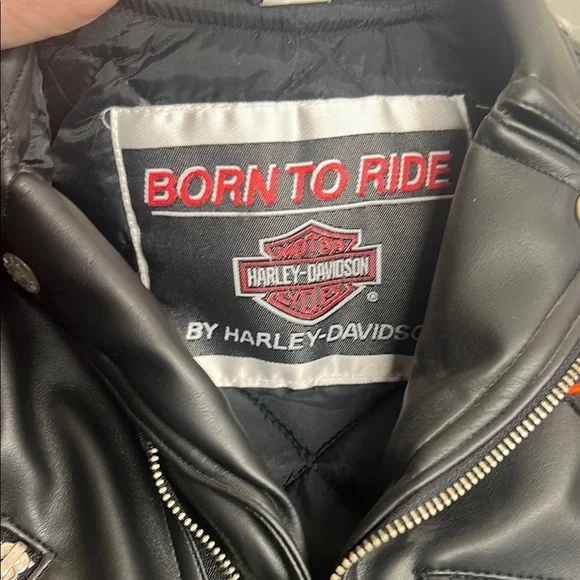 BORN TO RIDE
MOTOR
HARLEY-DAVIDSON
CYCLES
®
BY HARLEY-DAVIDSO